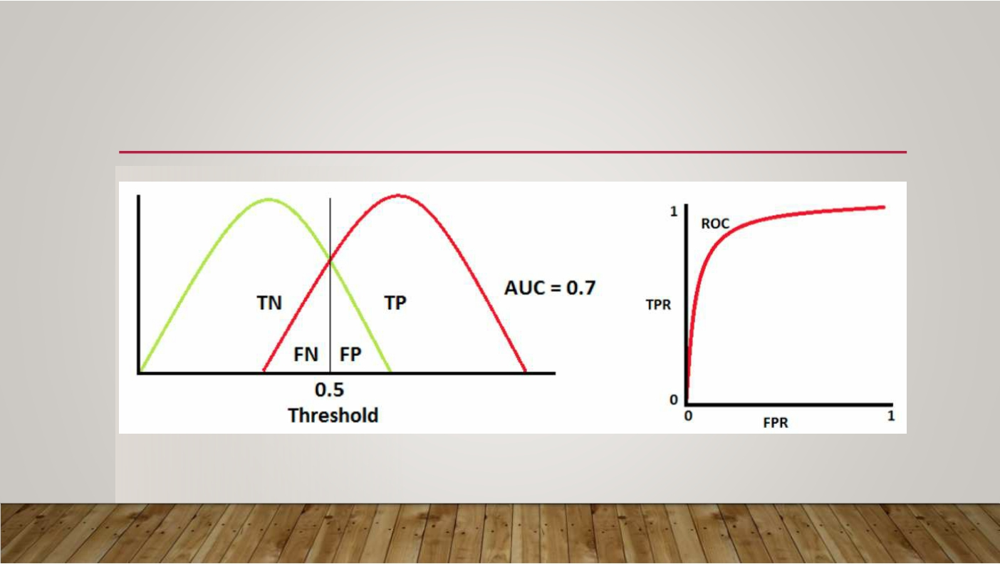 TN
TP
FN
FP
0.5
Threshold
AUC = 0.7
1
ROC
TPR
0
0
1
FPR